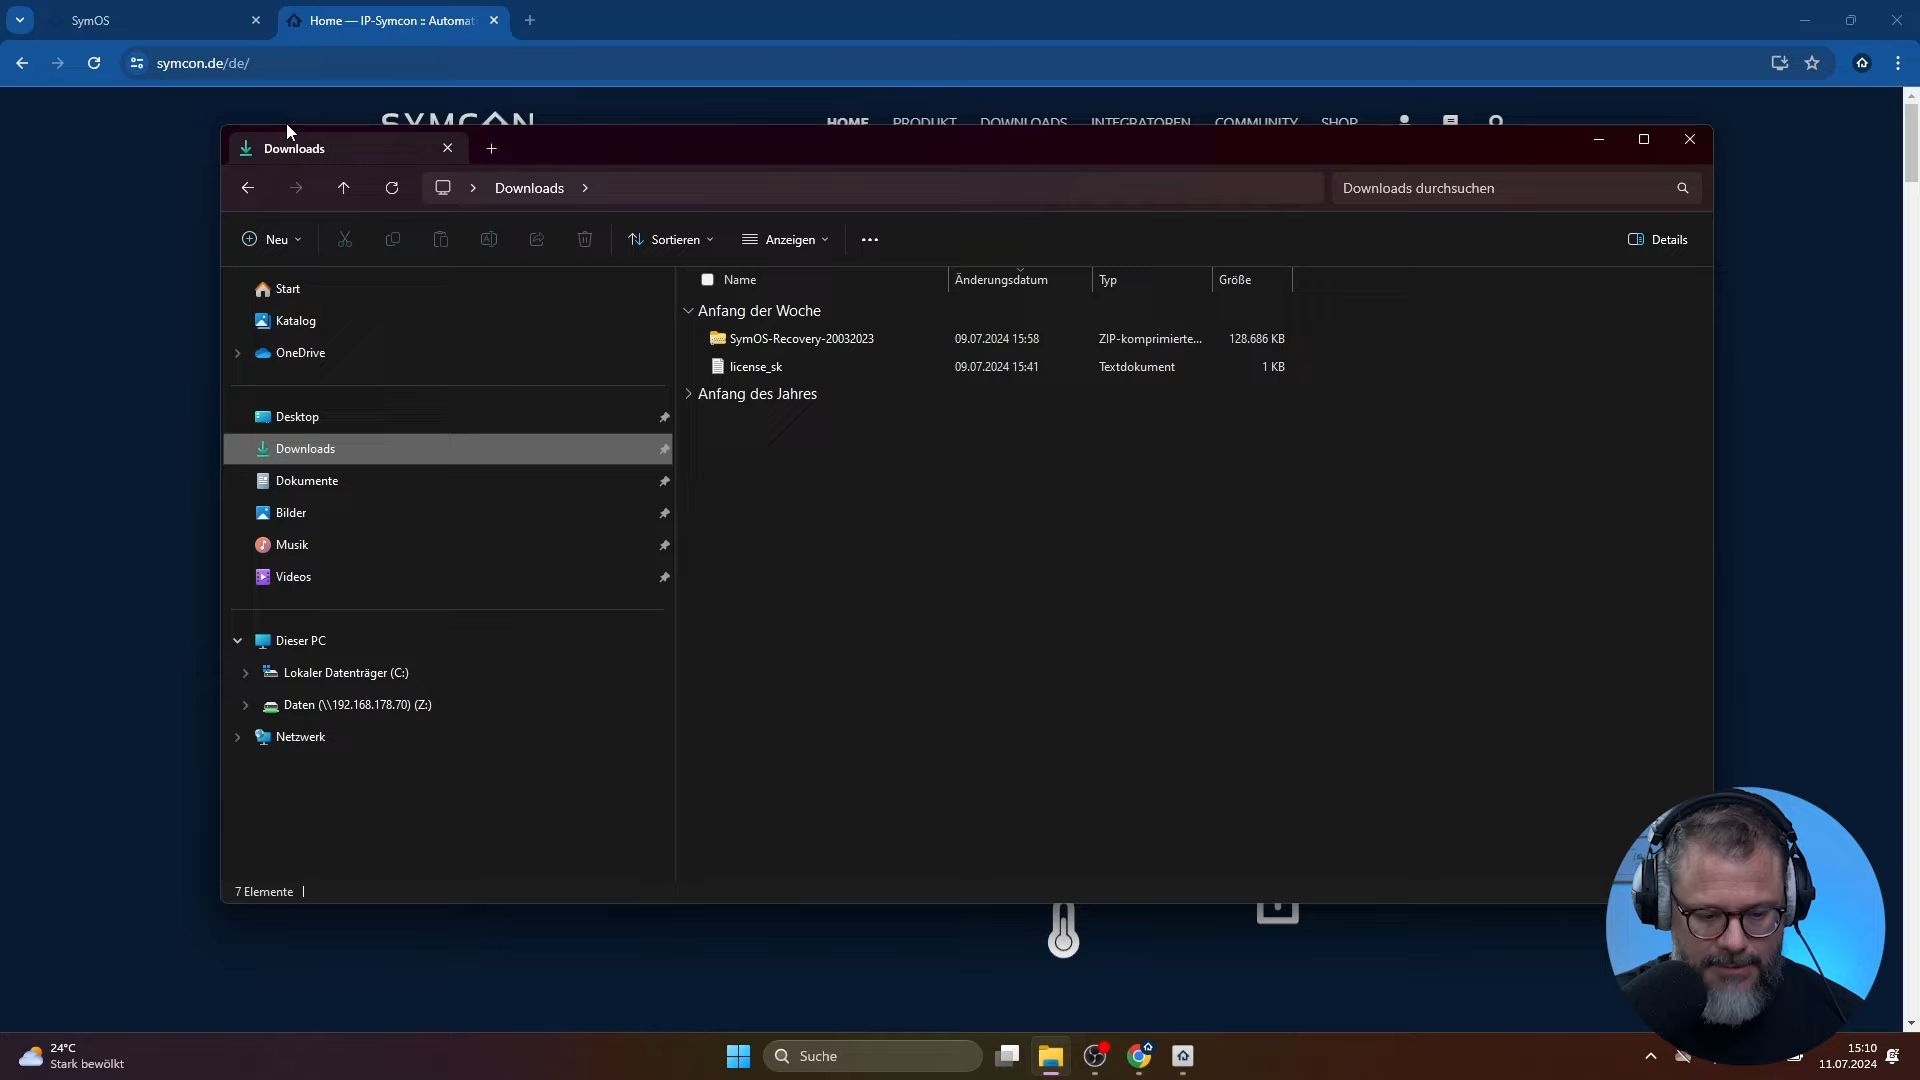 SymOS
Home — IP-Symcon :: Automat
symcon.de/de/
SYMCON
HOME
PRODUKT
DOWNLOADS
INTEGRATOREN
COMMUNITY
SHOP
Downloads
Downloads
Downloads durchsuchen
Neu
Sortieren
Anzeigen
Details
Start
Katalog
OneDrive
Desktop
Downloads
Dokumente
Bilder
Musik
Videos
Dieser PC
Lokaler Datenträger (C:)
Daten (\\192.168.178.70) (Z:)
Netzwerk
Name Änderungsdatum Typ Größe
Anfang der Woche
SymOS-Recovery-20032023 09.07.2024 15:58 ZIP-komprimierte... 128.686 KB
license_sk 09.07.2024 15:41 Textdokument 1 KB
Anfang des Jahres
7 Elemente
24°C
Stark bewölkt
Suche
15:10
11.07.2024